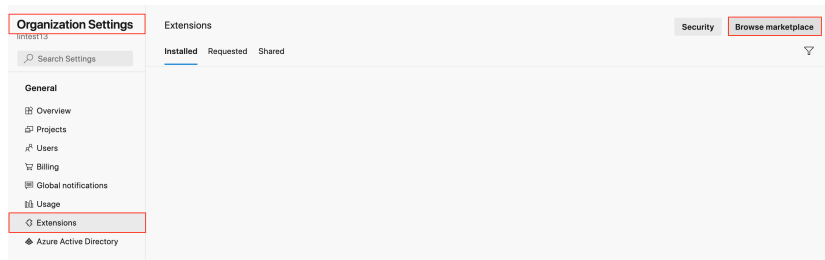 Organization Settings
lintest13
Search Settings
General
Overview
Projects
Users
Billing
Global notifications
Usage
Extensions
Azure Active Directory
Extensions
Security
Browse marketplace
Installed Requested Shared